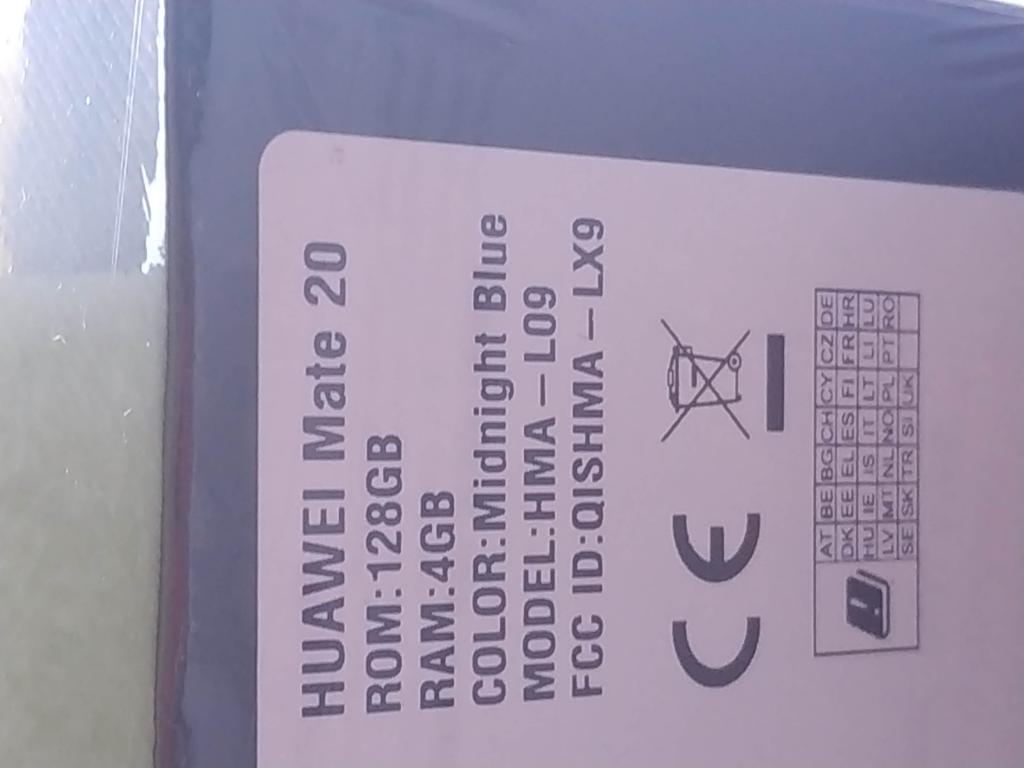 HUAWEI Mate 20
ROM:128GB
RAM:4GB
COLOR:Midnight Blue
MODEL:HMA-L09
FCC ID:QISHMA-LX9
CE
AT BE BG CH CY CZ DE
DK EE EL ES FI FR HR
HU IE IS IT LT LI LU
LV MT NL NO PL PT RO
SE SK TR SI UK